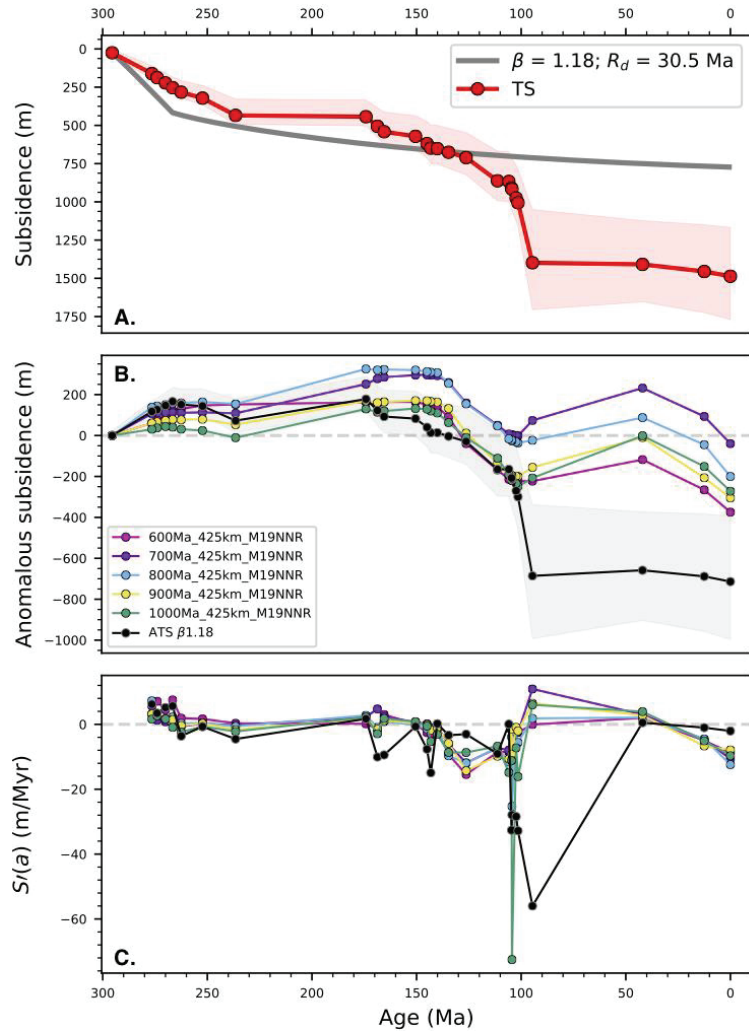 300 250 200 150 100 50 0
0
250
500
750
1000
1250
1500
1750
Subsidence (m)
β = 1.18; Rd = 30.5 Ma
TS
A.
B.
200
0
−200
−400
−600
−800
−1000
Anomalous subsidence (m)
600Ma_425km_M19NNR
700Ma_425km_M19NNR
800Ma_425km_M19NNR
900Ma_425km_M19NNR
1000Ma_425km_M19NNR
ATS β1.18
0
−20
−40
−60
Sı(a) (m/Myr)
C.
300 250 200 150 100 50 0
Age (Ma)